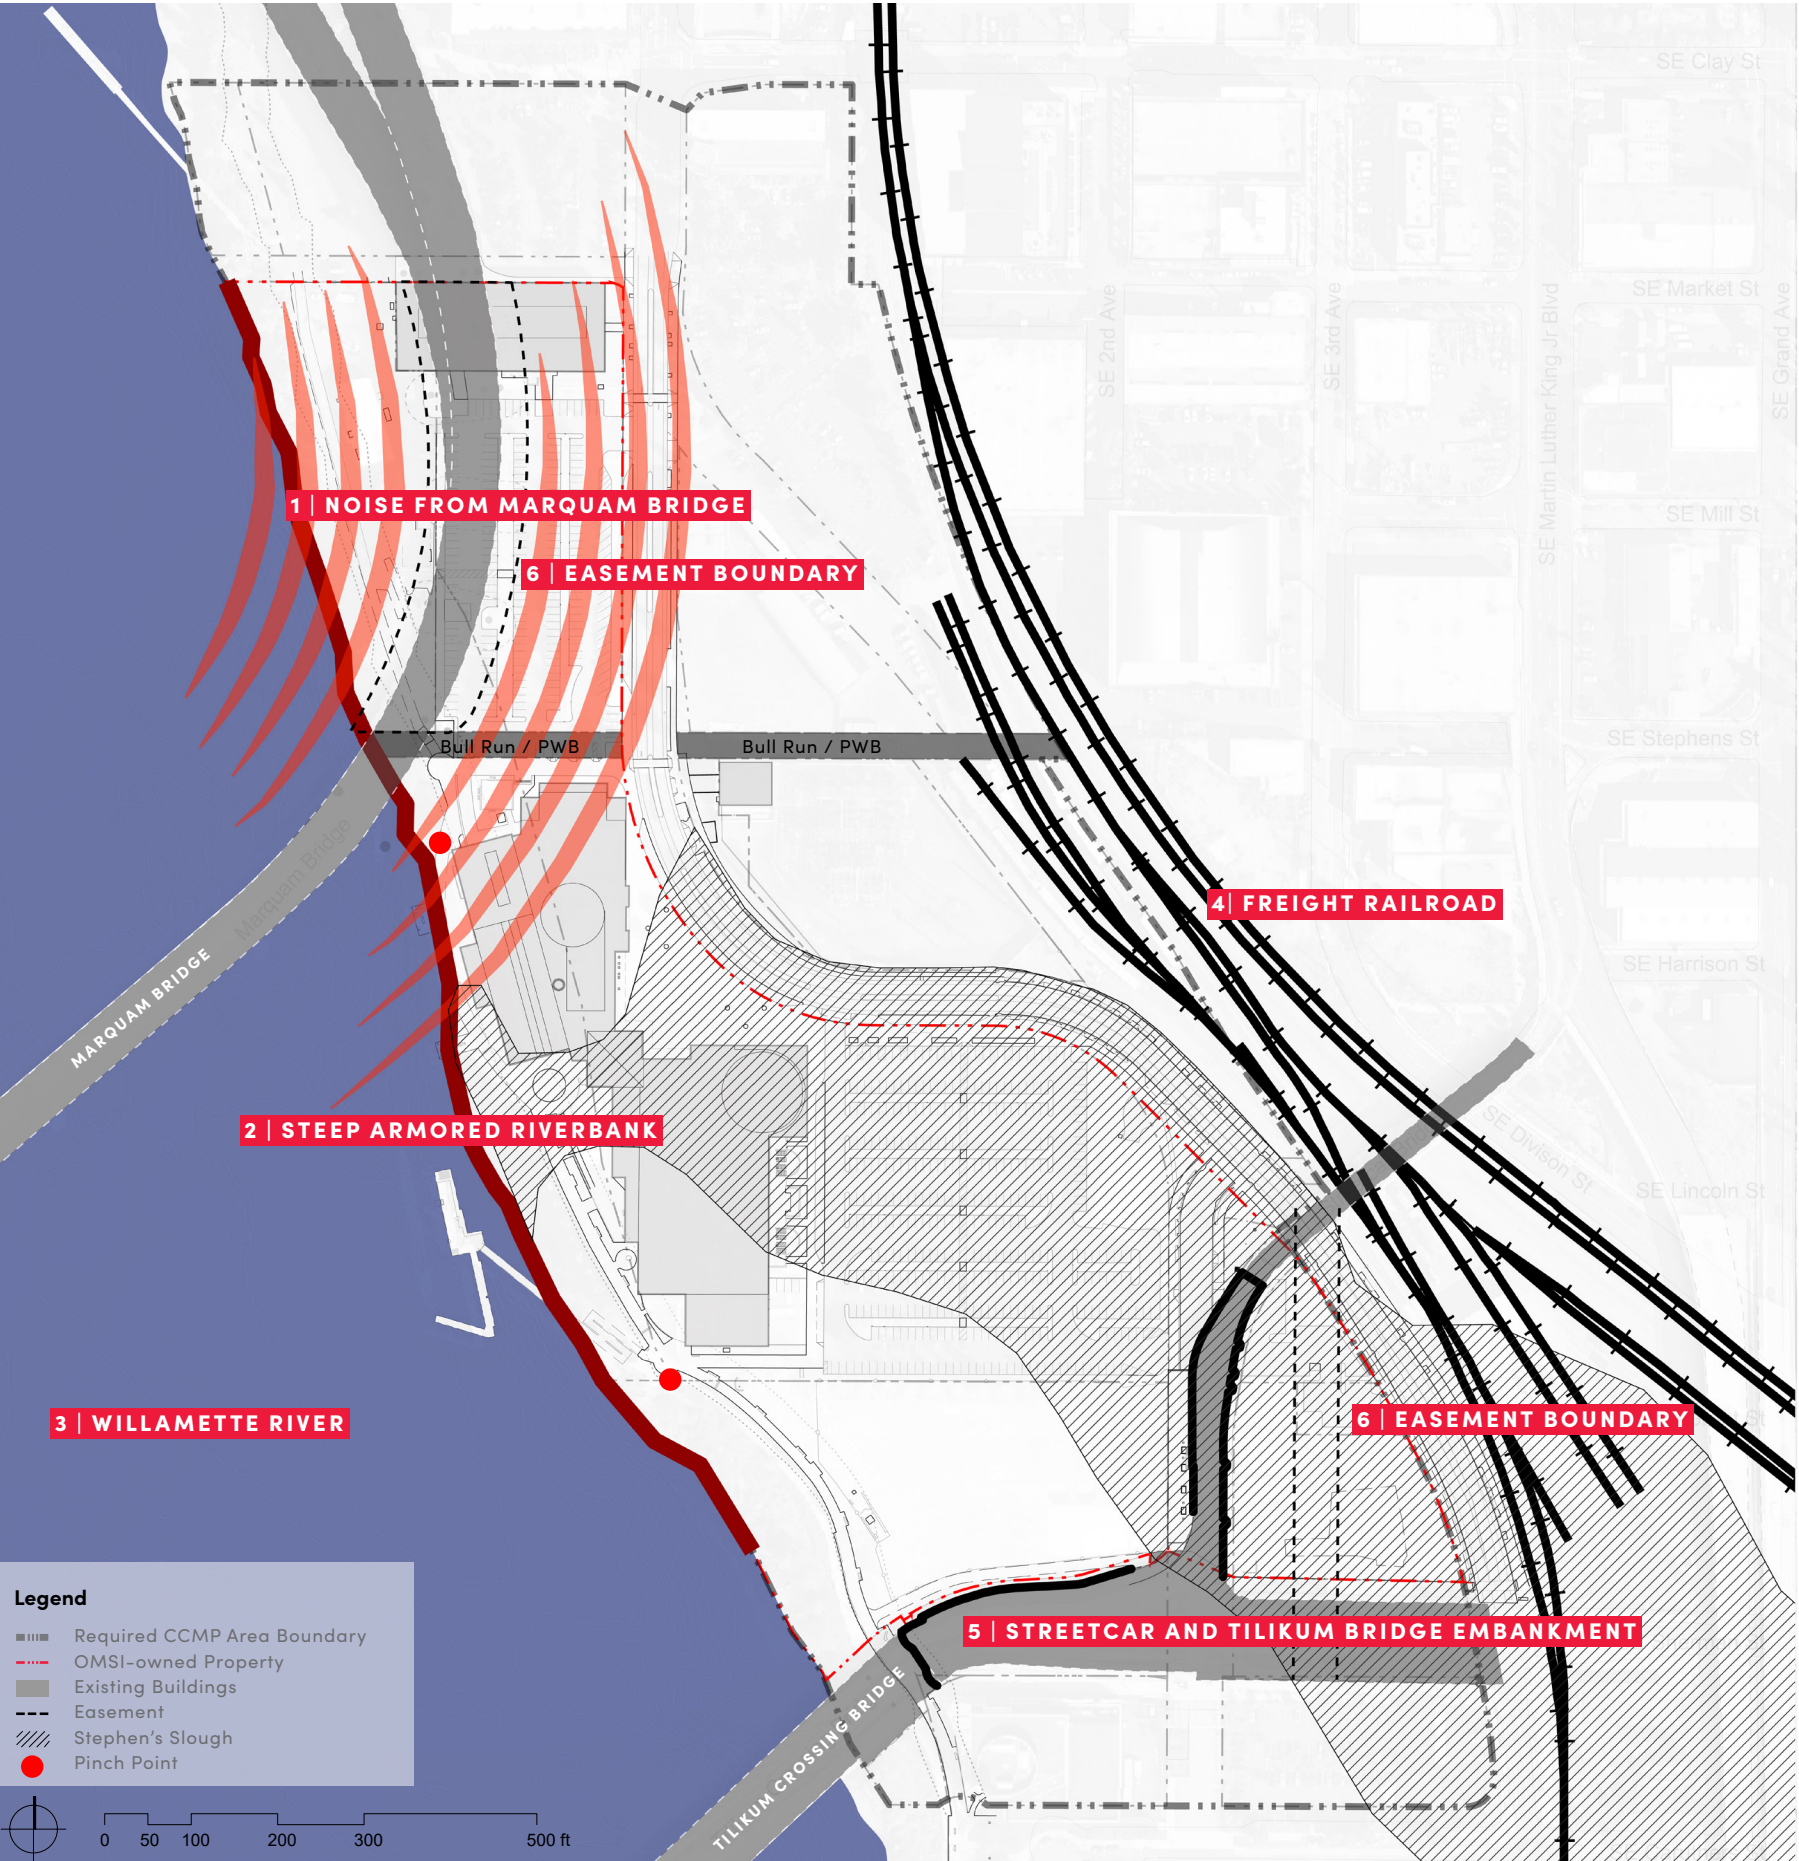 SE Clay St
SE Market St
SE 2nd Ave
SE 3rd Ave
SE Martin Luther King Jr Blvd
SE Grand Ave
1 | NOISE FROM MARQUAM BRIDGE
SE Mill St
6 | EASEMENT BOUNDARY
Bull Run / PWB
Bull Run / PWB
SE Stephens St
Marquam Bridge
4| FREIGHT RAILROAD
MARQUAM BRIDGE
SE Harrison St
2 | STEEP ARMORED RIVERBANK
SE Divison St
SE Lincoln St
3 | WILLAMETTE RIVER
6 | EASEMENT BOUNDARY
5 | STREETCAR AND TILIKUM BRIDGE EMBANKMENT
TILIKUM CROSSING BRIDGE
Legend
Required CCMP Area Boundary
OMSI-owned Property
Existing Buildings
Easement
Stephen's Slough
Pinch Point
0 50 100 200 300 500 ft